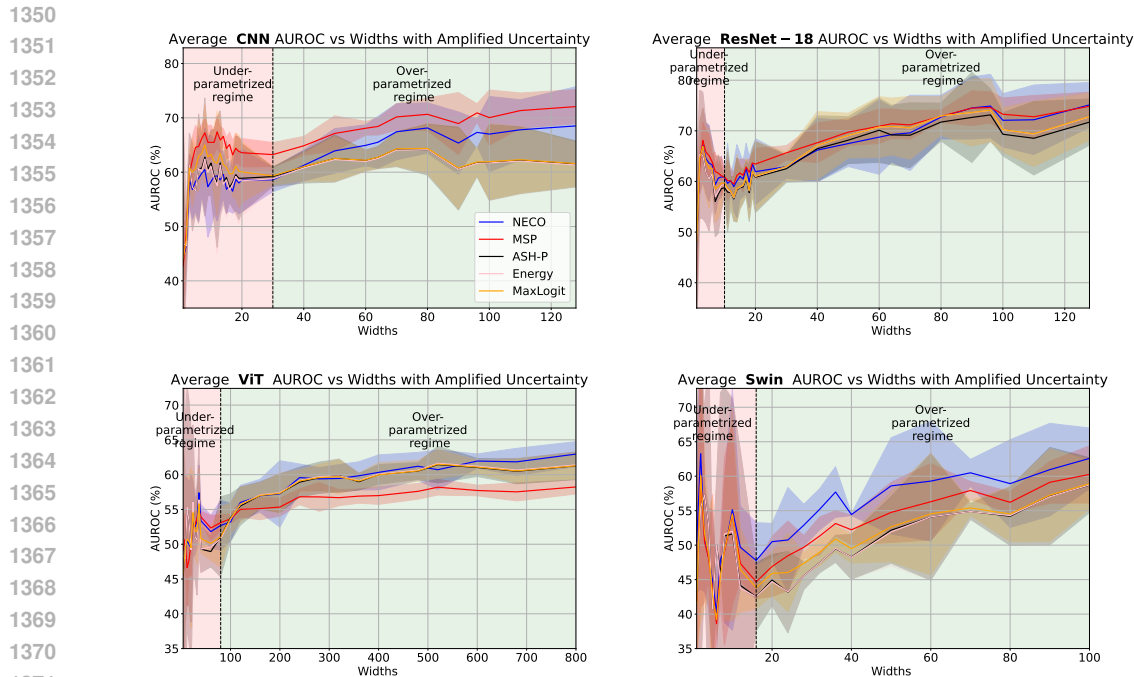 1350
1351
1352
1353
1354
1355
1356
1357
1358
1359
1360
1361
1362
1363
1364
1365
1366
1367
1368
1369
1370
Average CNN AUROC vs Widths with Amplified Uncertainty
Under-
parametrized
regime
Over-
parametrized
regime
AUROC (%)
80
70
60
50
40
NECO
MSP
ASH-P
Energy
MaxLogit
20 40 60 80 100 120
Widths
Average ResNet − 18 AUROC vs Widths with Amplified Uncertainty
Under-
parametrized
regime
Over-
parametrized
regime
AUROC (%)
80
70
60
50
40
20 40 60 80 100 120
Widths
Average ViT AUROC vs Widths with Amplified Uncertainty
Under-
parametrized
regime
Over-
parametrized
regime
AUROC (%)
70
65
60
55
50
45
40
35
100 200 300 400 500 600 700 800
Widths
Average Swin AUROC vs Widths with Amplified Uncertainty
Under-
parametrized
regime
Over-
parametrized
regime
AUROC (%)
70
65
60
55
50
45
40
35
20 40 60 80 100
Widths